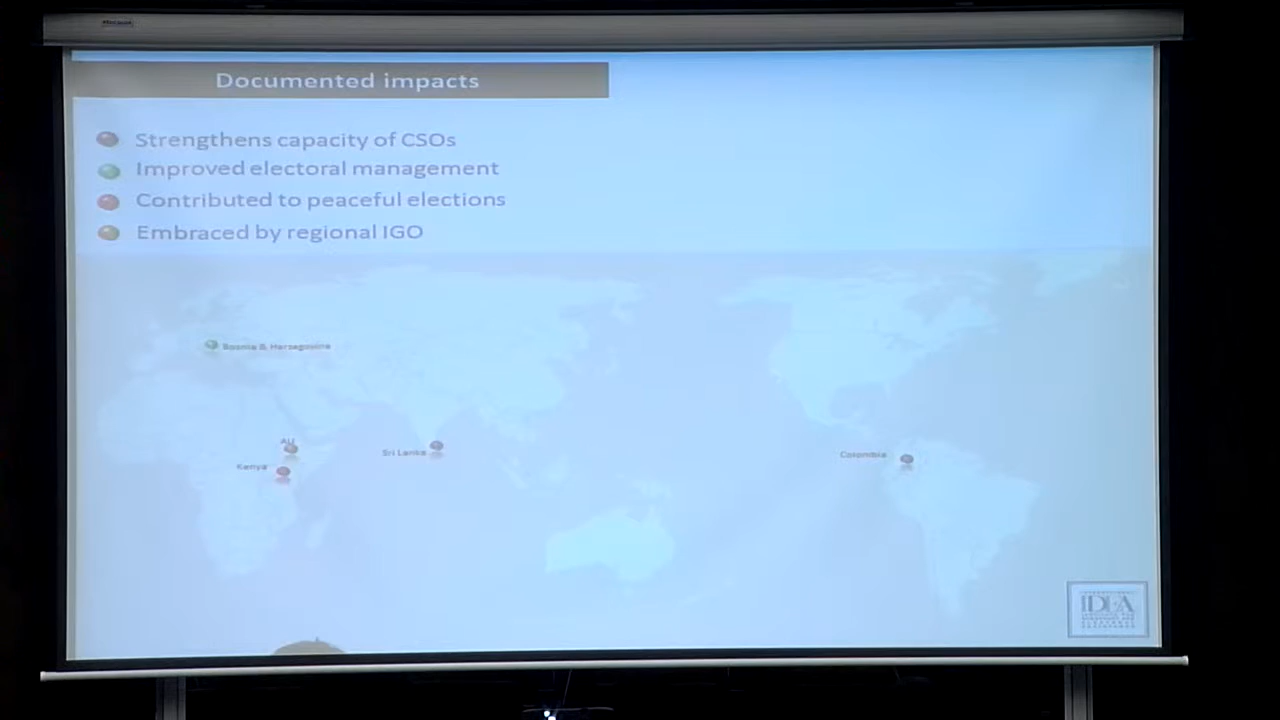 Documented impacts
Strengthens capacity of CSOs
Improved electoral management
Contributed to peaceful elections
Embraced by regional IGO
Bosnia & Herzegovina
AU
Kenya
Sri Lanka
Colombia
INTERNATIONAL
IDEA